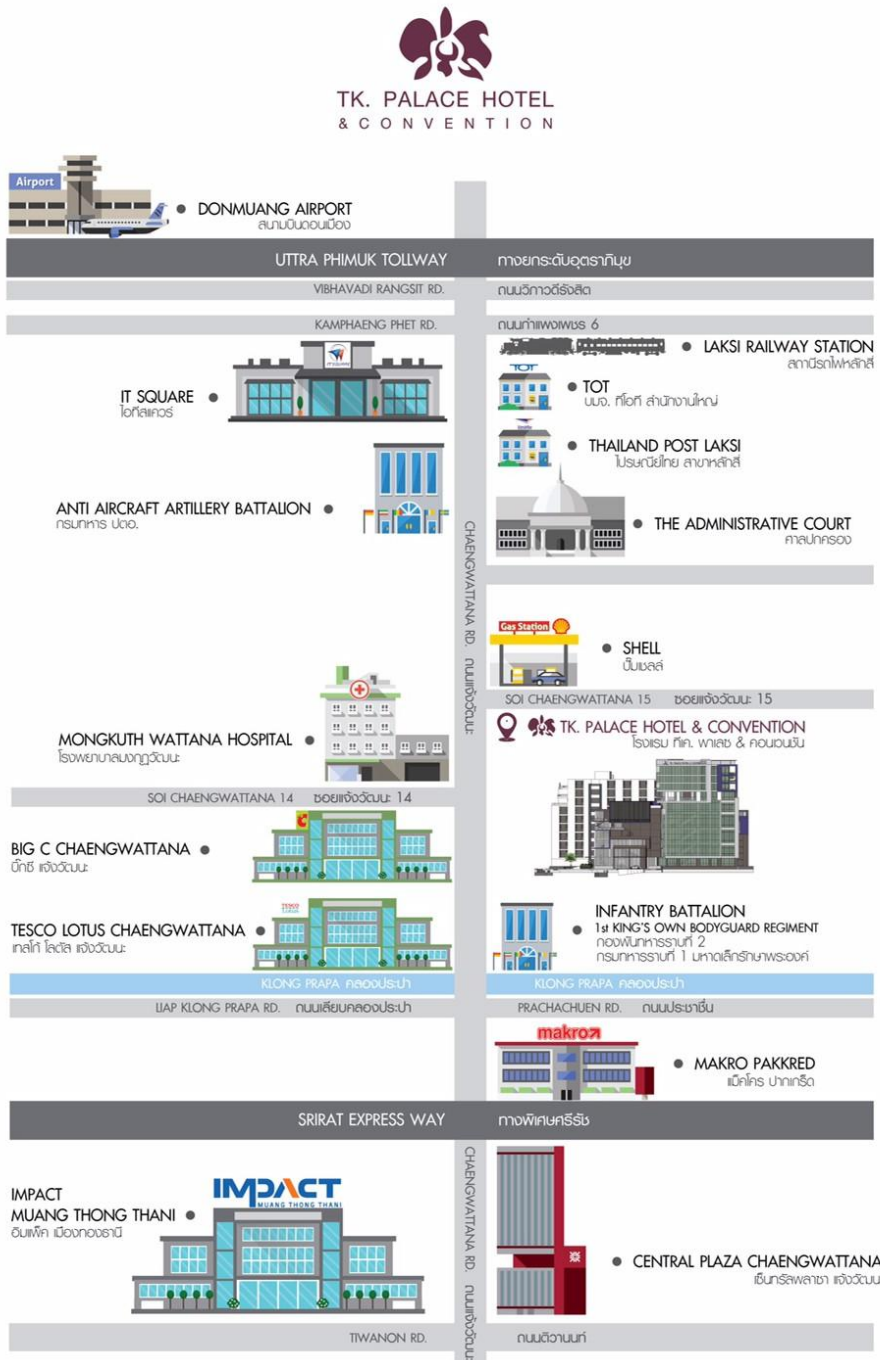 TK. PALACE HOTEL
& CONVENTION
Airport
DONMUANG AIRPORT
สนามบินดอนเมือง
UTTRA PHIMUK TOLLWAY ทางยกระดับอุตราภิมุข
VIBHAVADI RANGSIT RD. ถนนวิภาวดีรังสิต
KAMPHAENG PHET RD. ถนนกำแพงเพชร 6
LAKSI RAILWAY STATION
สถานีรถไฟหลักสี่
IT SQUARE
IT SQUARE
ไอทีสแควร์
TOT
TOT
บมจ. ทีโอที สำนักงานใหญ่
THAILAND POST LAKSI
ไปรษณีย์ไทย สาขาหลักสี่
ANTI AIRCRAFT ARTILLERY BATTALION
กรมทหาร ปตอ.
THE ADMINISTRATIVE COURT
ศาลปกครอง
CHAENGWATTANA RD. ถนนแจ้งวัฒนะ
Gas Station
SHELL
ปั๊มเชลล์
SOI CHAENGWATTANA 15 ซอยแจ้งวัฒนะ 15
MONGKUTH WATTANA HOSPITAL
โรงพยาบาลมงกุฎวัฒนะ
TK. PALACE HOTEL & CONVENTION
โรงแรม ทีเค. พาเลซ & คอนเวนชัน
SOI CHAENGWATTANA 14 ซอยแจ้งวัฒนะ 14
BIG C CHAENGWATTANA
บิ๊กซี แจ้งวัฒนะ
TESCO LOTUS CHAENGWATTANA
เทสโก้ โลตัส แจ้งวัฒนะ
TESCO
Lotus
INFANTRY BATTALION
1st KING'S OWN BODYGUARD REGIMENT
กองพันทหารราบที่ 2
กรมทหารราบที่ 1 มหาดเล็กรักษาพระองค์
KLONG PRAPA คลองประปา KLONG PRAPA คลองประปา
LIAP KLONG PRAPA RD. ถนนเลียบคลองประปา PRACHACHUEN RD. ถนนประชาชื่น
makro
MAKRO PAKKRED
แม็คโคร ปากเกร็ด
SRIRAT EXPRESS WAY ทางพิเศษศรีรัช
IMPACT
MUANG THONG THANI
อิมแพ็ค เมืองทองธานี
IMPACT
MUANG THONG THANI
CHAENGWATTANA RD. ถนนแจ้งวัฒนะ
CENTRAL PLAZA CHAENGWATTANA
เซ็นทรัลพลาซา แจ้งวัฒน
TIWANON RD. ถนนติวานนท์